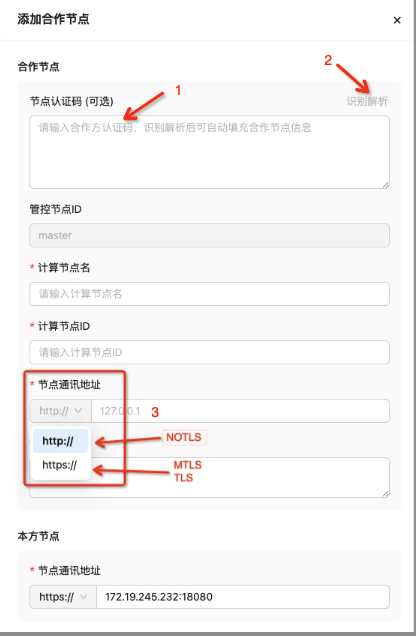 添加合作节点 ×
合作节点
2
1
节点认证码 (可选) 识别解析
请输入合作方认证码，识别解析后可自动填充合作节点信息
管控节点ID
master
* 计算节点名
请输入计算节点名
* 计算节点ID
请输入计算节点ID
* 节点通讯地址
http:// 127.0.0.1 3
http:// NOTLS
https:// MTLS
TLS
本方节点
* 节点通讯地址
https:// 172.19.245.232:18080